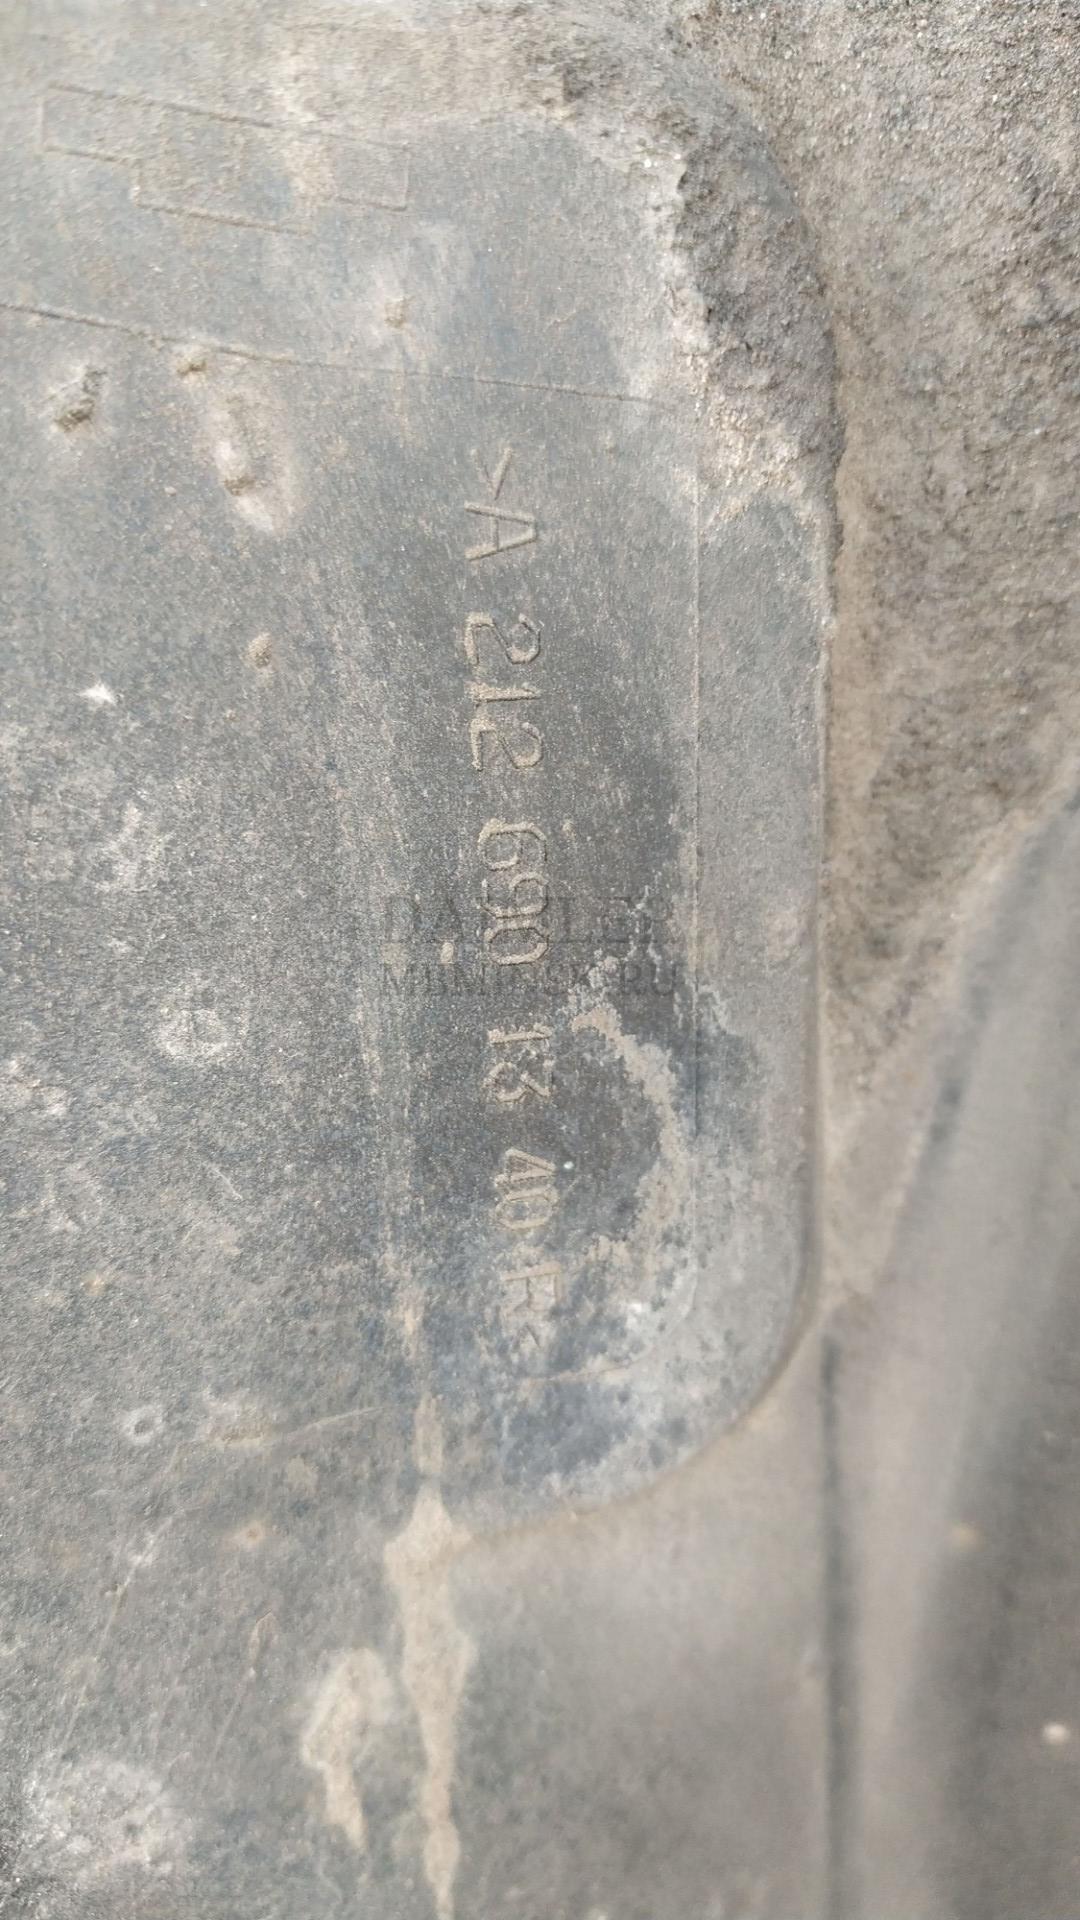 >A 212 690 13 40 R<
DAIMLER
MBMINSK.RU